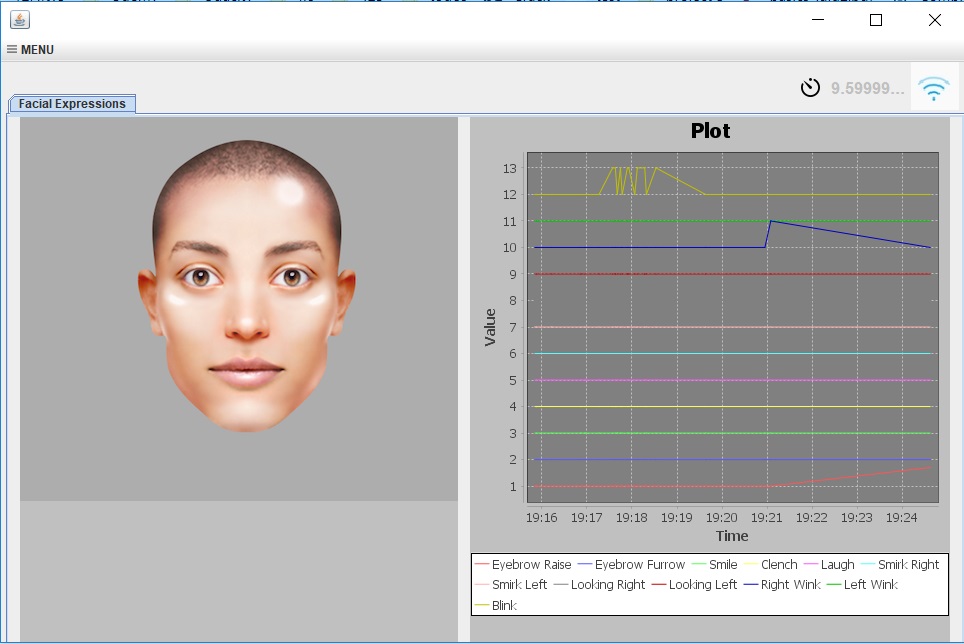 MENU
9.59999...
Facial Expressions
Plot
Value
13
12
11
10
9
8
7
6
5
4
3
2
1
19:16 19:17 19:18 19:19 19:20 19:21 19:22 19:23 19:24
Time
Eyebrow Raise Eyebrow Furrow Smile Clench Laugh Smirk Right
Smirk Left Looking Right Looking Left Right Wink Left Wink
Blink